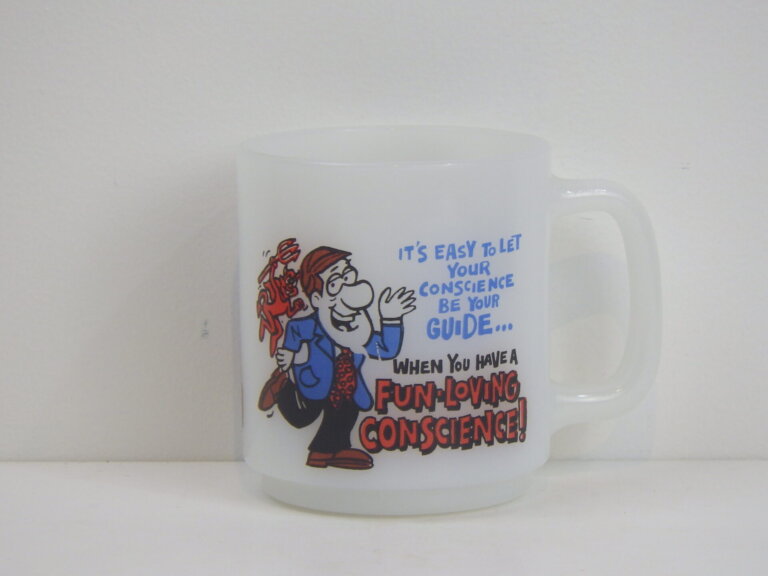 IT'S EASY TO LET
YOUR
CONSCIENCE
BE YOUR
GUIDE...
WHEN YOU HAVE A
FUN-LOVING
CONSCIENCE!